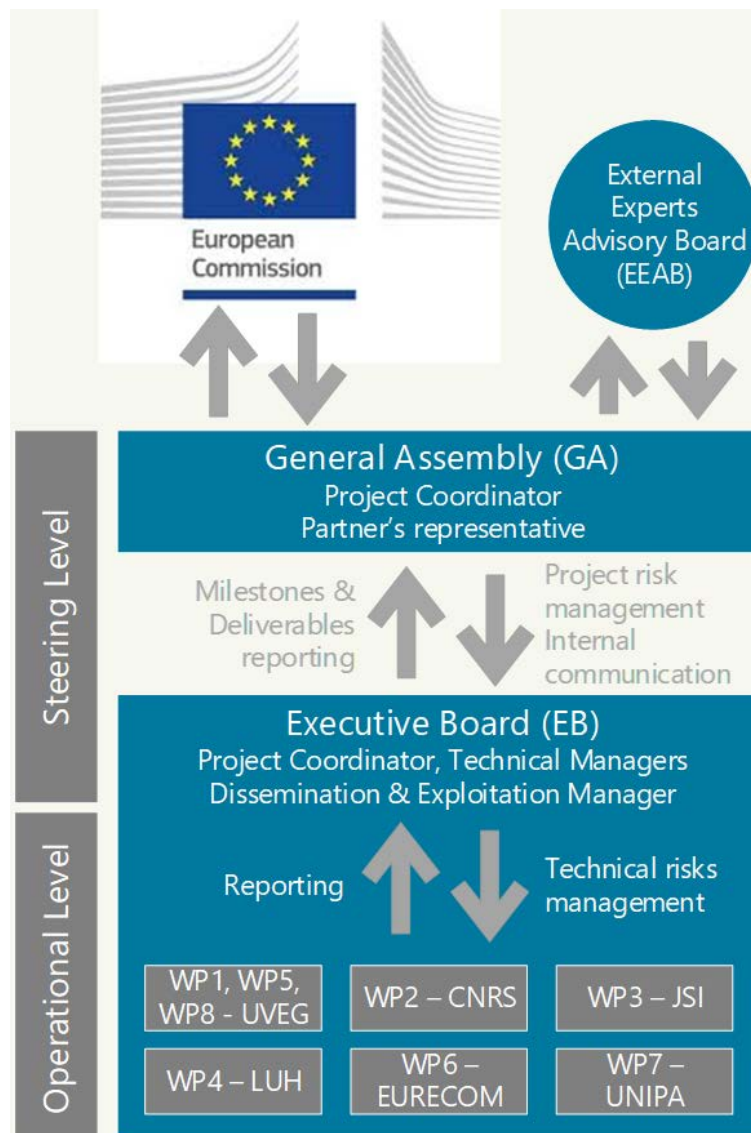 European
Commission
External
Experts
Advisory Board
(EEAB)
Steering Level
General Assembly (GA)
Project Coordinator
Partner's representative
Milestones &
Deliverables
reporting
Project risk
management
Internal
communication
Executive Board (EB)
Project Coordinator, Technical Managers
Dissemination & Exploitation Manager
Operational Level
Reporting
Technical risks
management
WP1, WP5,
WP8 - UVEG
WP2 – CNRS
WP3 – JSI
WP4 – LUH
WP6 –
EURECOM
WP7 –
UNIPA